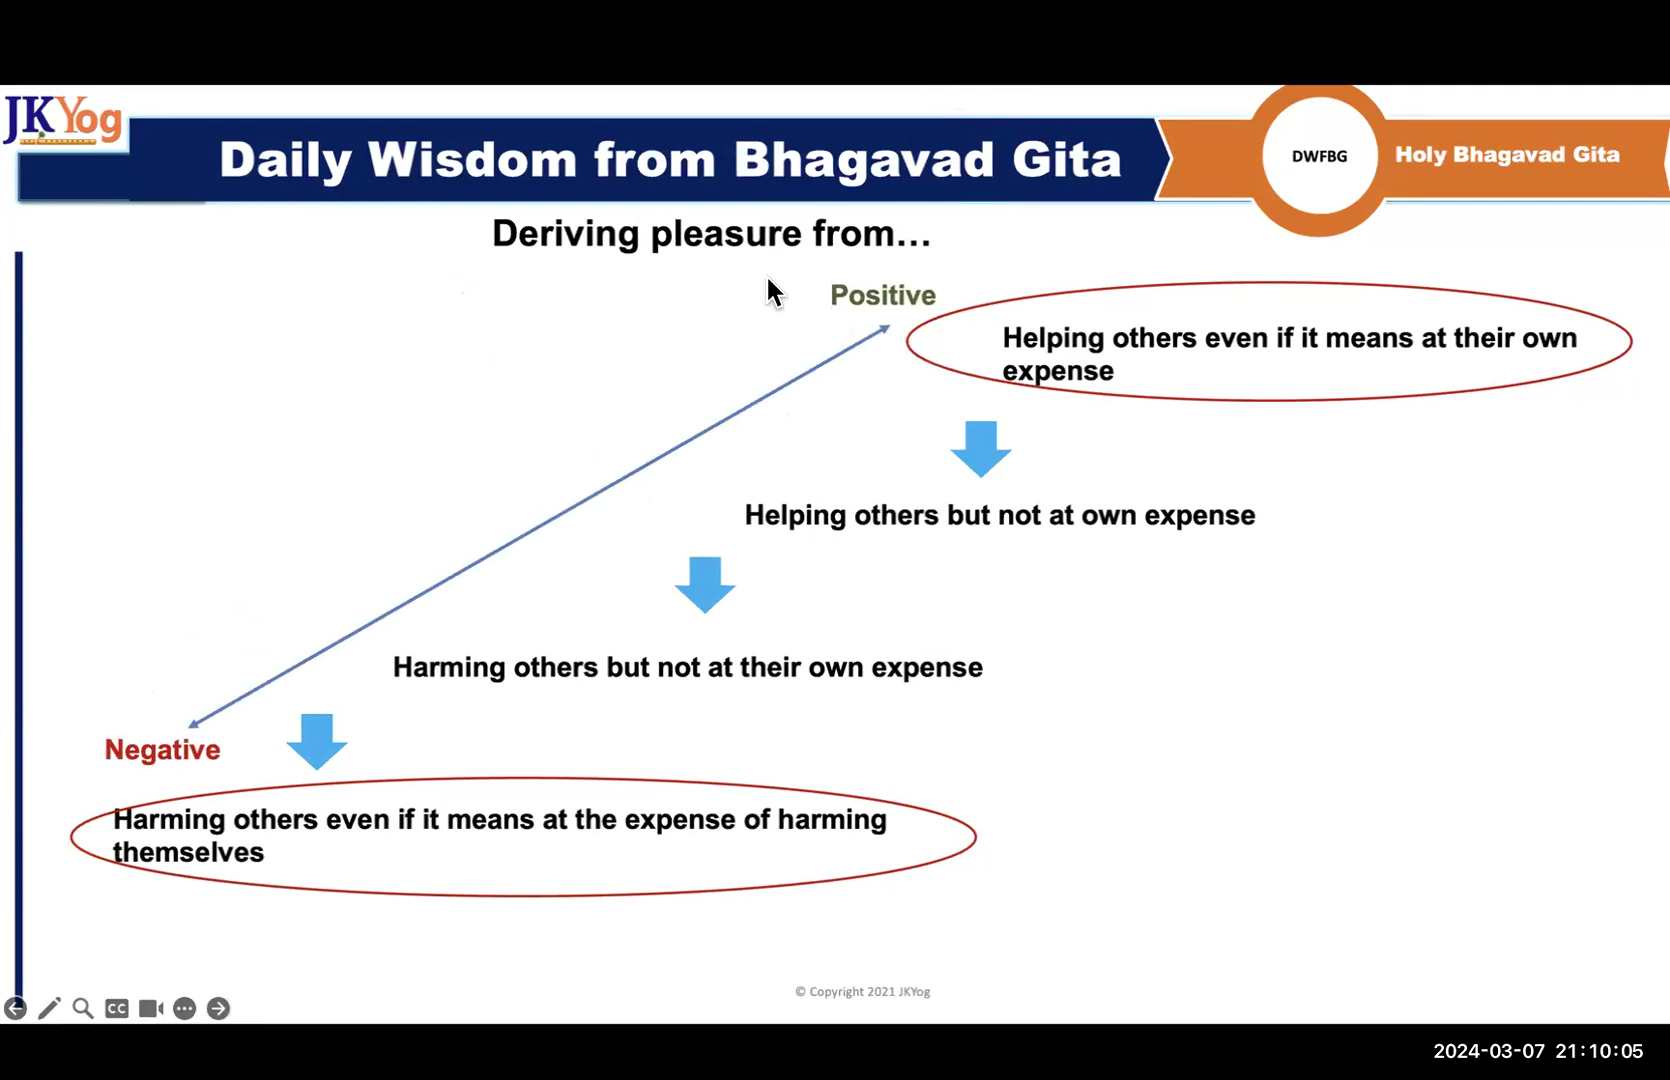 JKYog
Daily Wisdom from Bhagavad Gita
DWFBG
Holy Bhagavad Gita
Deriving pleasure from...
Positive
Helping others even if it means at their own
expense
Helping others but not at own expense
Harming others but not at their own expense
Negative
Harming others even if it means at the expense of harming
themselves
© Copyright 2021 JKYog
CC
2024-03-07 21:10:05